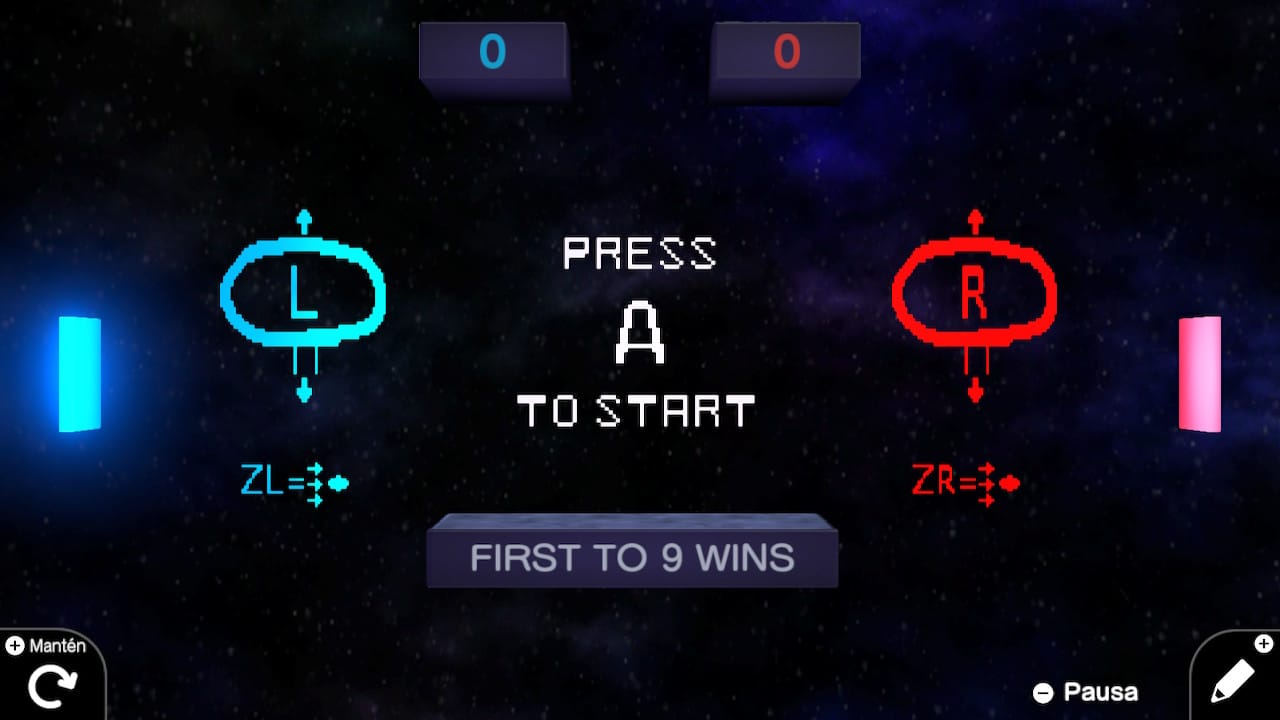 0 0
PRESS
L A R
TO START
ZL= ZR=
FIRST TO 9 WINS
Mantén
Pausa